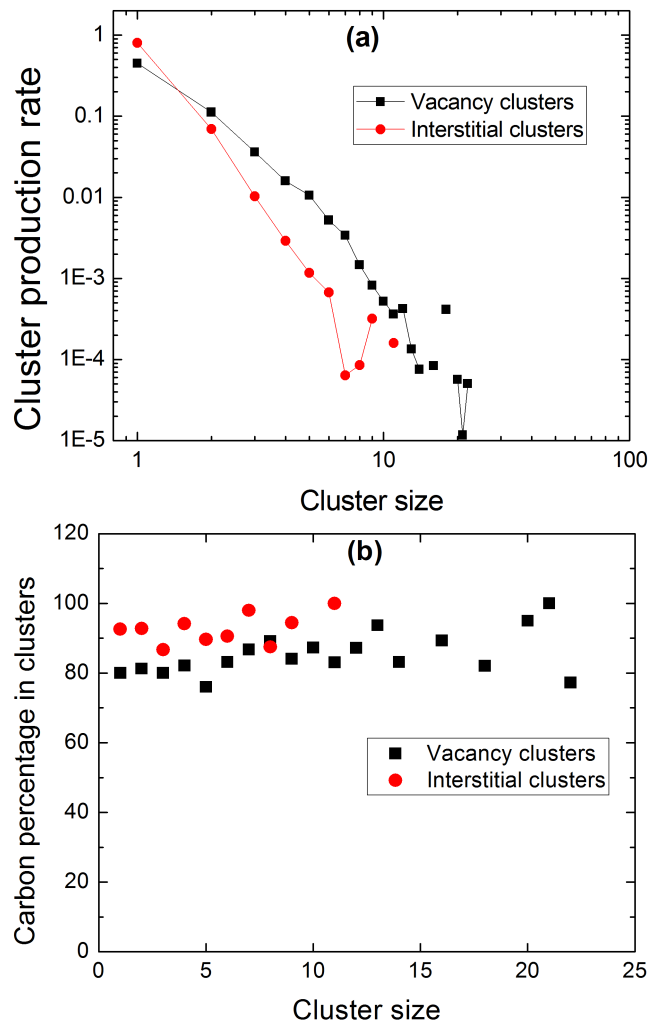 (a)
Cluster production rate
1
0.1
0.01
1E-3
1E-4
1E-5
Vacancy clusters
Interstitial clusters
1
10
100
Cluster size
(b)
Carbon percentage in clusters
120
100
80
60
40
20
0
Vacancy clusters
Interstitial clusters
0
5
10
15
20
25
Cluster size